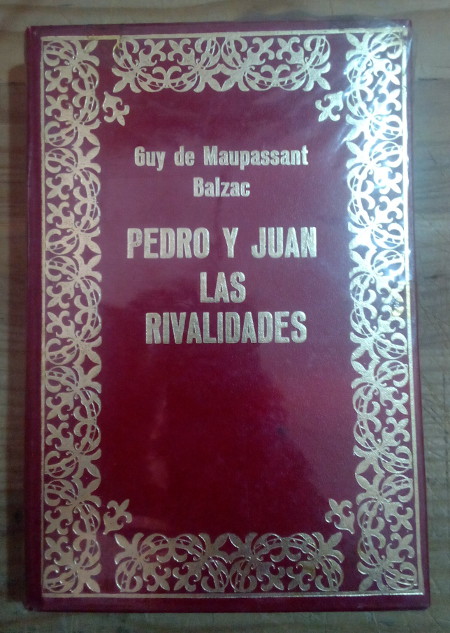 Guy de Maupassant
Balzac
PEDRO Y JUAN
LAS
RIVALIDADES